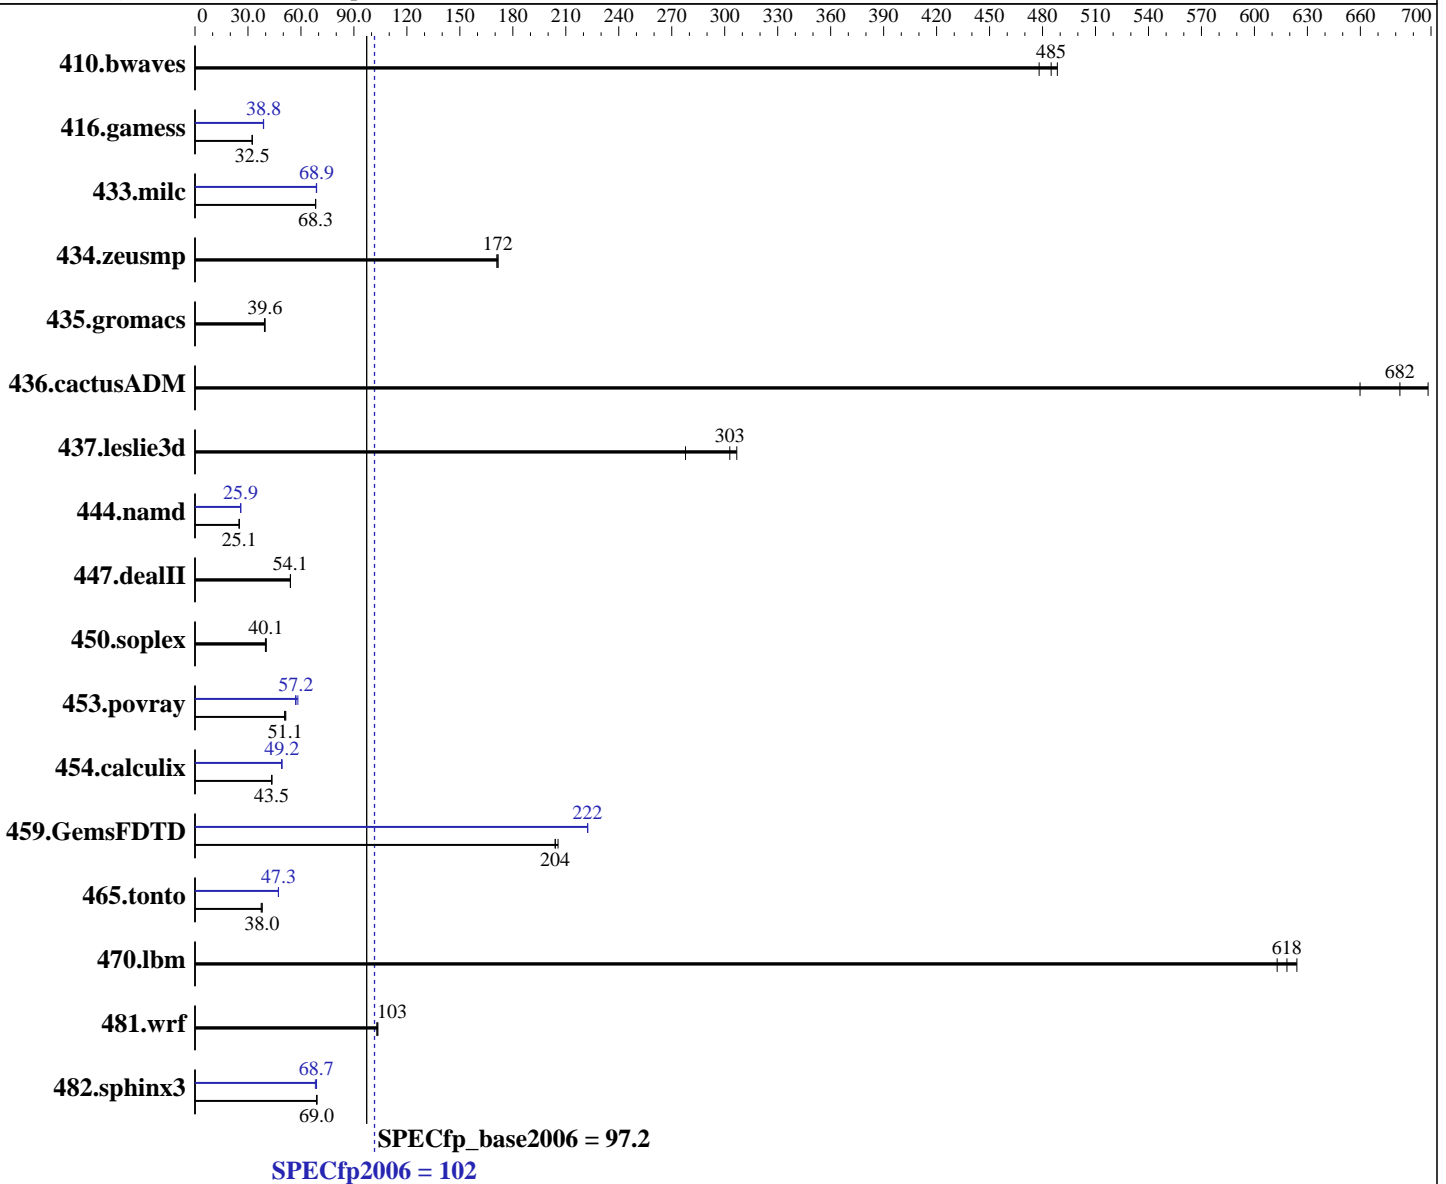 0 30.0 60.0 90.0 120 150 180 210 240 270 300 330 360 390 420 450 480 510 540 570 600 630 660 700
410.bwaves 485
38.8
416.gamess
32.5
68.9
433.milc
68.3
434.zeusmp 172
435.gromacs 39.6
436.cactusADM 682
437.leslie3d 303
25.9
444.namd
25.1
447.dealII 54.1
450.soplex 40.1
57.2
453.povray
51.1
49.2
454.calculix
43.5
222
459.GemsFDTD
204
47.3
465.tonto
38.0
470.lbm 618
481.wrf 103
68.7
482.sphinx3
69.0
SPECfp_base2006 = 97.2
SPECfp2006 = 102